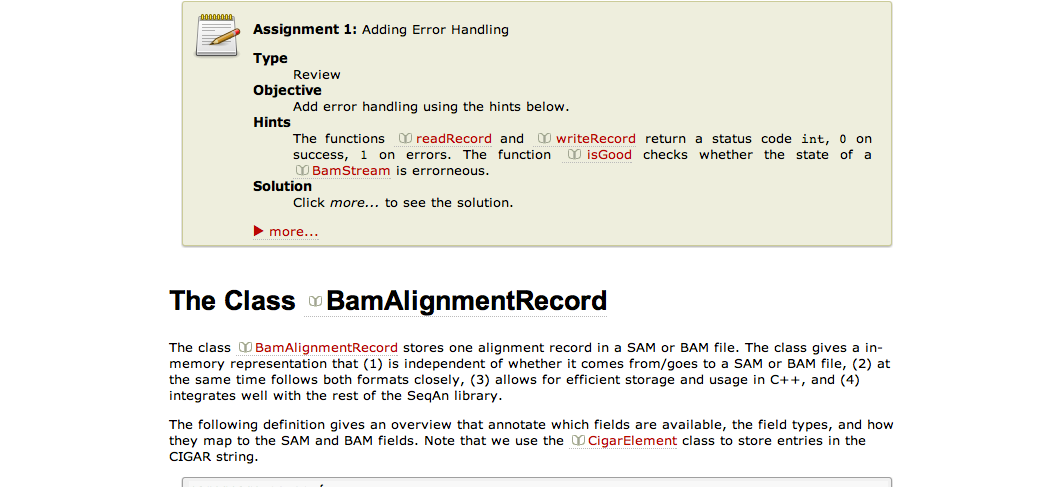 Assignment 1: Adding Error Handling
Type
Review
Objective
Add error handling using the hints below.
Hints
The functions readRecord and writeRecord return a status code int, 0 on
success, 1 on errors. The function isGood checks whether the state of a
BamStream is errorneous.
Solution
Click more... to see the solution.
more...
The Class BamAlignmentRecord
The class BamAlignmentRecord stores one alignment record in a SAM or BAM file. The class gives a in-
memory representation that (1) is independent of whether it comes from/goes to a SAM or BAM file, (2) at
the same time follows both formats closely, (3) allows for efficient storage and usage in C++, and (4)
integrates well with the rest of the SeqAn library.
The following definition gives an overview that annotate which fields are available, the field types, and how
they map to the SAM and BAM fields. Note that we use the CigarElement class to store entries in the
CIGAR string.